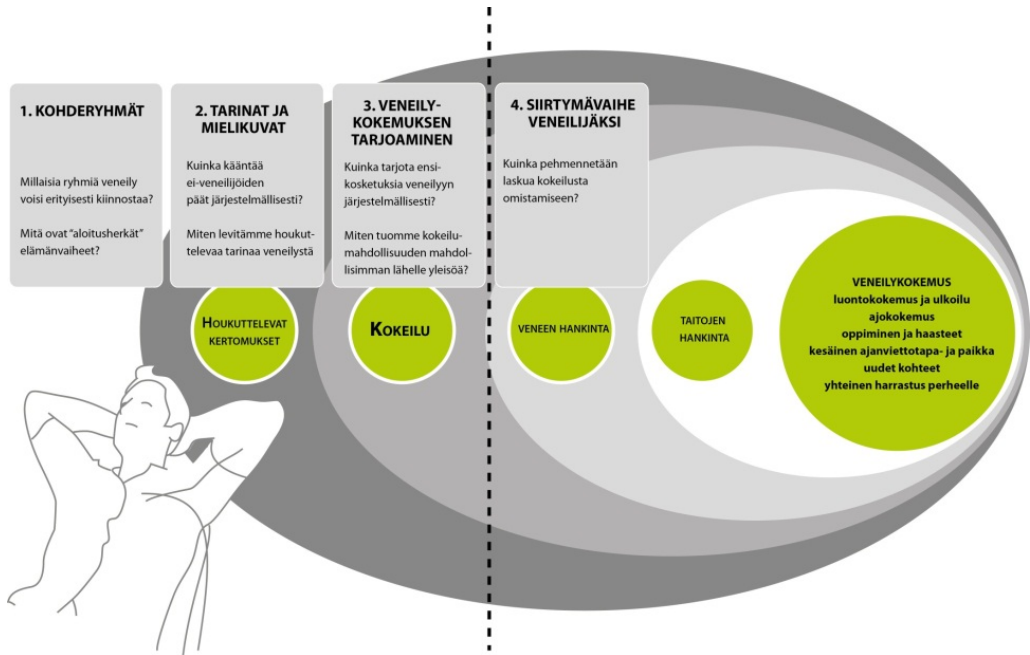 1. KOHDERYHMÄT
Millaisia ryhmiä veneily
voisi erityisesti kiinnostaa?
Mitä ovat "aloitusherkät"
elämänvaiheet?
2. TARINAT JA
MIELIKUVAT
Kuinka kääntää
ei-veneilijöiden
päät järjestelmällisesti?
Miten levitämme houkut-
televaa tarinaa veneilystä
3. VENEILY-
KOKEMUKSEN
TARJOAMINEN
Kuinka tarjota ensi-
kosketuksia veneilyyn
järjestelmällisesti?
Miten tuomme kokeilu-
mahdollisuuden mahdol-
lisimman lähelle yleisöä?
4. SIIRTYMÄVAIHE
VENEILIJÄKSI
Kuinka pehmennetään
laskua kokeilusta
omistamiseen?
HOUKUTTELEVAT
KERTOMUKSET
KOKEILU
VENEEN HANKINTA
TAITOJEN
HANKINTA
VENEILYKOKEMUS
luontokokemus ja ulkoilu
ajokokemus
oppiminen ja haasteet
kesäinen ajanviettotapa- ja paikka
uudet kohteet
yhteinen harrastus perheelle